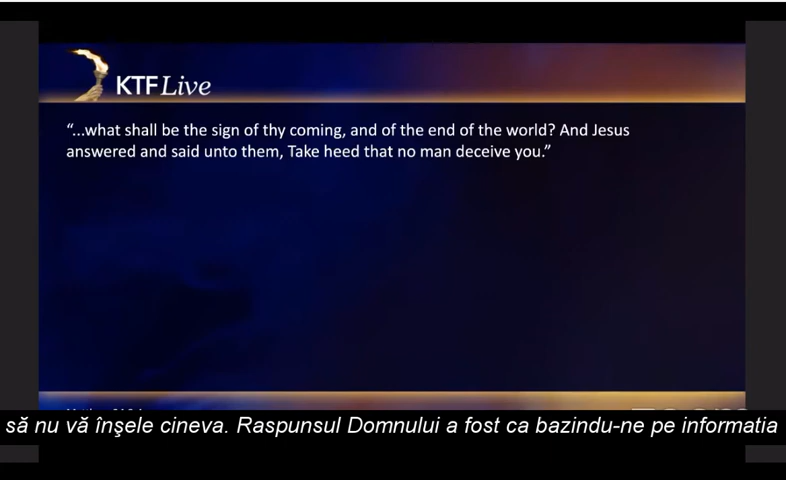 KTF Live
“...what shall be the sign of thy coming, and of the end of the world? And Jesus
answered and said unto them, Take heed that no man deceive you.”
să nu vă înşele cineva. Raspunsul Domnului a fost ca bazindu-ne pe informatia